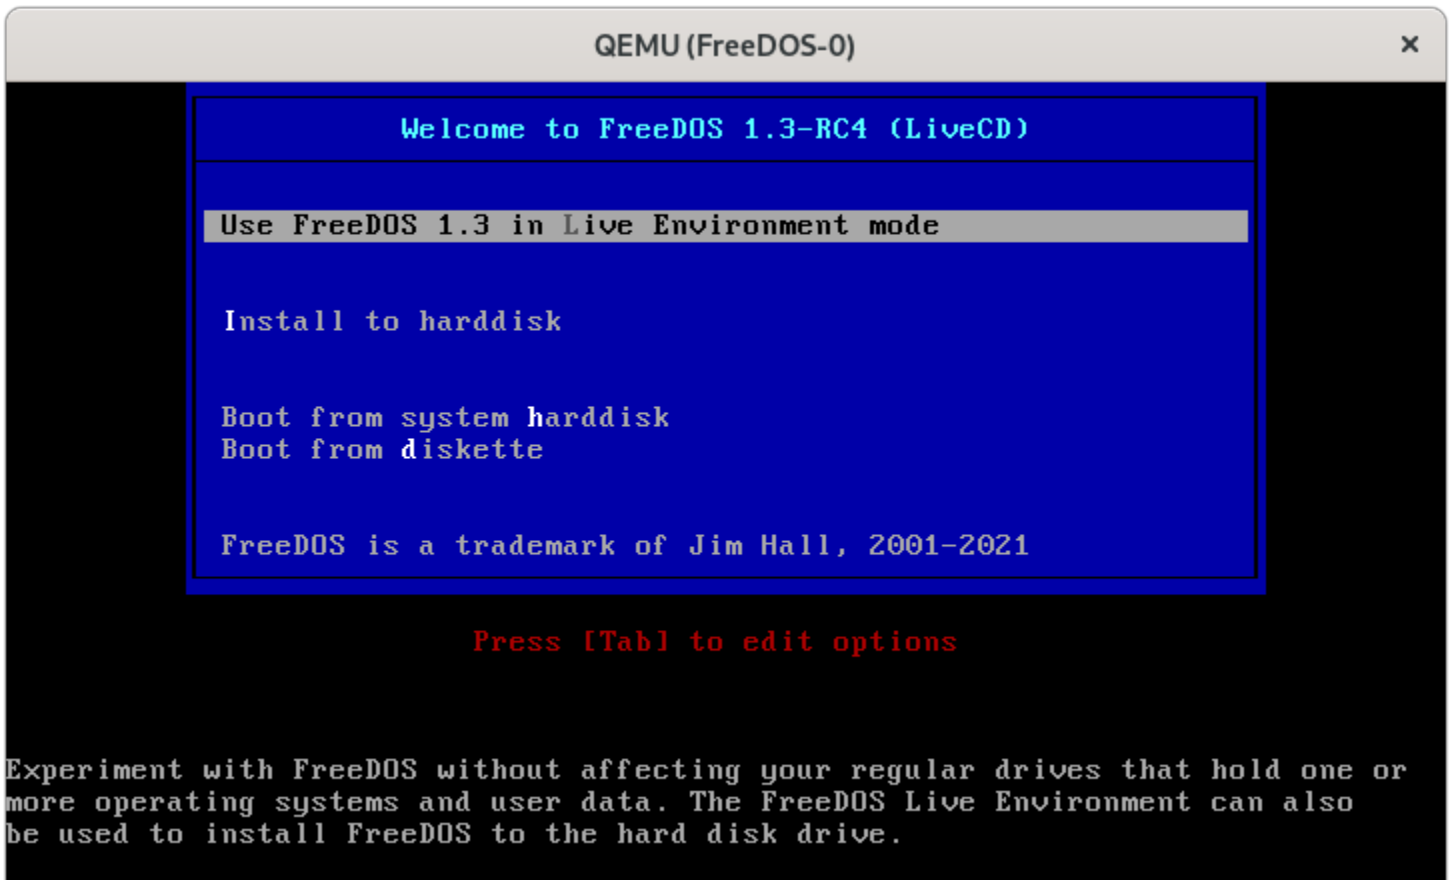 QEMU (FreeDOS-0)
×
Welcome to FreeDOS 1.3-RC4 (LiveCD)
Use FreeDOS 1.3 in Live Environment mode
Install to harddisk
Boot from system harddisk
Boot from diskette
FreeDOS is a trademark of Jim Hall, 2001-2021
Press [Tab] to edit options
Experiment with FreeDOS without affecting your regular drives that hold one or
more operating systems and user data. The FreeDOS Live Environment can also
be used to install FreeDOS to the hard disk drive.